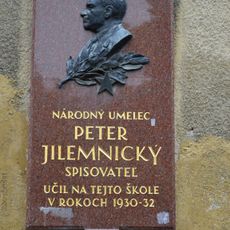 NÁRODNÝ UMELEC
PETER
JILEMNICKÝ
SPISOVATEĽ
UČIL NA TEJTO ŠKOLE
V ROKOCH 1930-32